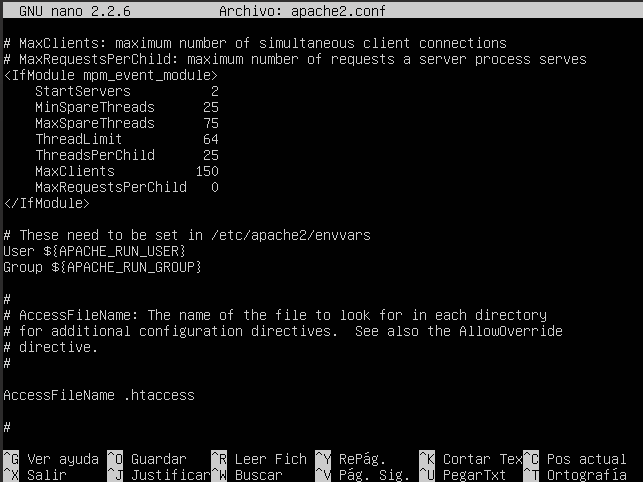 GNU nano 2.2.6 Archivo: apache2.conf
# MaxClients: maximum number of simultaneous client connections
# MaxRequestsPerChild: maximum number of requests a server process serves
<IfModule mpm_event_module>
    StartServers          2
    MinSpareThreads      25
    MaxSpareThreads      75
    ThreadLimit          64
    ThreadsPerChild      25
    MaxClients          150
    MaxRequestsPerChild   0
</IfModule>
# These need to be set in /etc/apache2/envvars
User ${APACHE_RUN_USER}
Group ${APACHE_RUN_GROUP}
#
# AccessFileName: The name of the file to look for in each directory
# for additional configuration directives.  See also the AllowOverride
# directive.
#
AccessFileName .htaccess
#
^G Ver ayuda ^O Guardar ^R Leer Fich ^Y RePág. ^K Cortar Tex ^C Pos actual
^X Salir ^J Justificar ^W Buscar ^V Pág. Sig. ^U PegarTxt ^T Ortografía